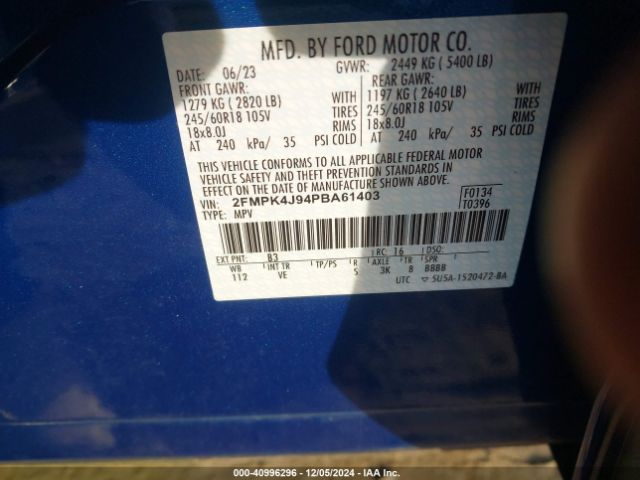 MFD. BY FORD MOTOR CO.
DATE: 06/23 GVWR: 2449 KG ( 5400 LB)
FRONT GAWR: REAR GAWR:
1279 KG ( 2820 LB) WITH 1197 KG ( 2640 LB) WITH
245/60R18 105V TIRES 245/60R18 105V TIRES
18x8.0J RIMS 18x8.0J RIMS
AT 240 kPa/ 35 PSI COLD AT 240 kPa/ 35 PSI COLD
THIS VEHICLE CONFORMS TO ALL APPLICABLE FEDERAL MOTOR
VEHICLE SAFETY AND THEFT PREVENTION STANDARDS IN
EFFECT ON THE DATE OF MANUFACTURE SHOWN ABOVE.
VIN: 2FMPK4J94PBA61403 F0134
TYPE: MPV T0396
EXT PNT: B3 RC: 16 DSO:
WB INT TR TP/PS R AXLE TR SPR
112 VE S 3K 8 BBBB
UTC 5U5A-1520472-BA
000-40996296 - 12/05/2024 - IAA Inc.